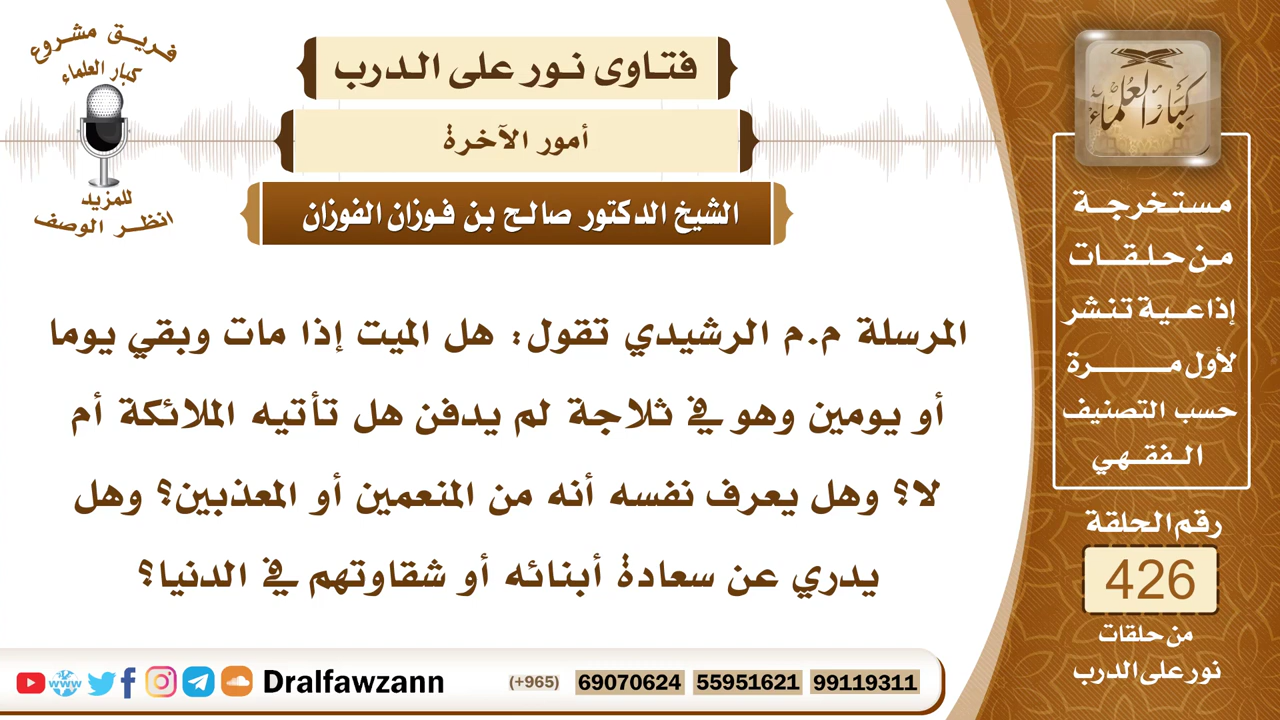 فريق مشروع
كبار العلماء
للمزيد
انظر الوصف
فتاوى نور على الدرب
أمور الآخرة
الشيخ الدكتور صالح بن فوزان الفوزان
المرسلة م.م الرشيدي تقول: هل الميت إذا مات وبقي يوما
أو يومين وهو في ثلاجة لم يدفن هل تأتيه الملائكة أم
لا؟ وهل يعرف نفسه أنه من المنعمين أو المعذبين؟ وهل
يدري عن سعادة أبنائه أو شقاوتهم في الدنيا؟
كبار العلماء
مستخرجة
من حلقات
إذاعية تنشر
لأول مرة
حسب التصنيف
الفقهي
رقم الحلقة
426
من حلقات
نور على الدرب
www Dralfawzann (+965) 69070624 55951621 99119311